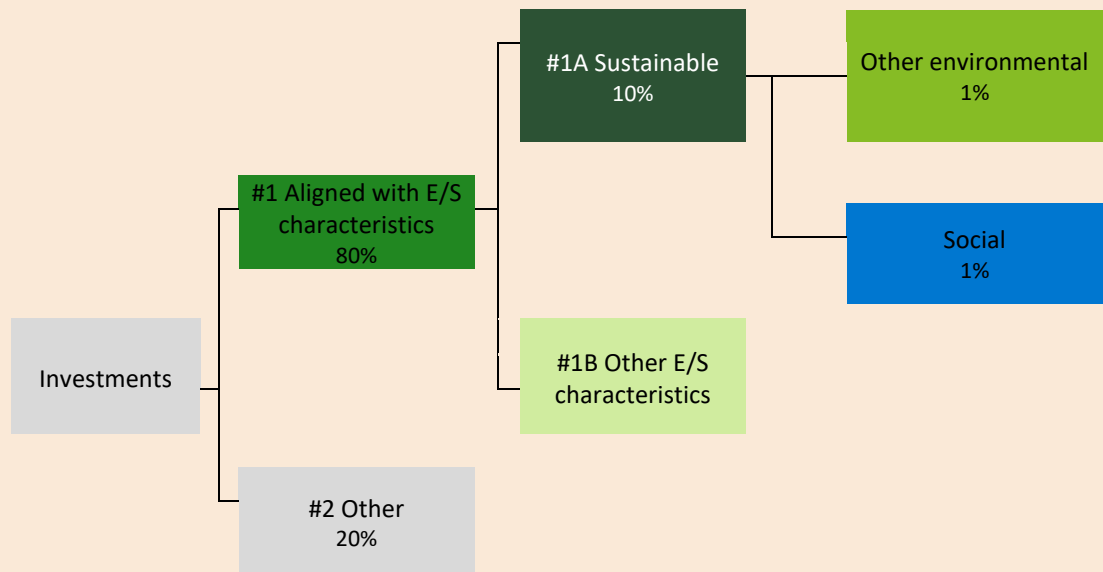 Investments
#1 Aligned with E/S
characteristics
80%
#2 Other
20%
#1A Sustainable
10%
#1B Other E/S
characteristics
Other environmental
1%
Social
1%